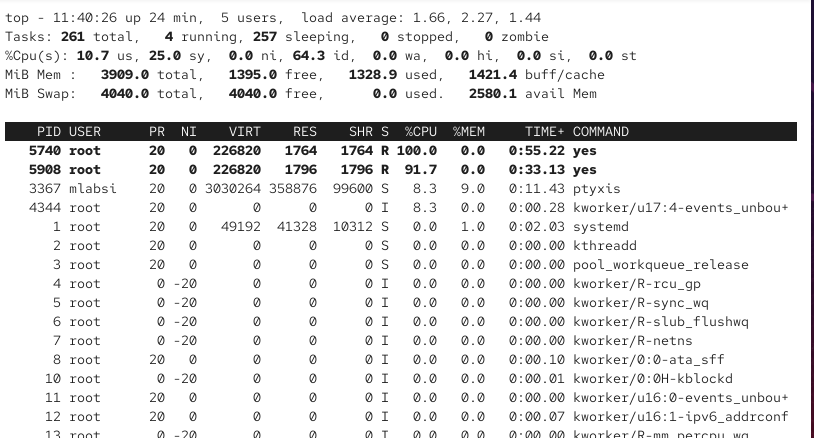 top - 11:40:26 up 24 min,  5 users,  load average: 1.66, 2.27, 1.44
Tasks: 261 total,   4 running, 257 sleeping,   0 stopped,   0 zombie
%Cpu(s): 10.7 us, 25.0 sy,  0.0 ni, 64.3 id,  0.0 wa,  0.0 hi,  0.0 si,  0.0 st
MiB Mem :   3909.0 total,   1395.0 free,   1328.9 used,   1421.4 buff/cache
MiB Swap:   4040.0 total,   4040.0 free,      0.0 used.   2580.1 avail Mem
PID USER      PR  NI    VIRT    RES    SHR S  %CPU  %MEM     TIME+ COMMAND
5740 root      20   0  226820   1764   1764 R 100.0   0.0   0:55.22 yes
5908 root      20   0  226820   1796   1796 R  91.7   0.0   0:33.13 yes
3367 mlabsi    20   0 3030264 358876  99600 S   8.3   9.0   0:11.43 ptyxis
4344 root      20   0       0      0      0 I   8.3   0.0   0:00.28 kworker/u17:4-events_unbou+
1 root      20   0   49192  41328  10312 S   0.0   1.0   0:02.03 systemd
2 root      20   0       0      0      0 S   0.0   0.0   0:00.00 kthreadd
3 root      20   0       0      0      0 S   0.0   0.0   0:00.00 pool_workqueue_release
4 root       0 -20       0      0      0 I   0.0   0.0   0:00.00 kworker/R-rcu_gp
5 root       0 -20       0      0      0 I   0.0   0.0   0:00.00 kworker/R-sync_wq
6 root       0 -20       0      0      0 I   0.0   0.0   0:00.00 kworker/R-slub_flushwq
7 root       0 -20       0      0      0 I   0.0   0.0   0:00.00 kworker/R-netns
8 root      20   0       0      0      0 I   0.0   0.0   0:00.10 kworker/0:0-ata_sff
10 root       0 -20       0      0      0 I   0.0   0.0   0:00.01 kworker/0:0H-kblockd
11 root      20   0       0      0      0 I   0.0   0.0   0:00.00 kworker/u16:0-events_unbou+
12 root      20   0       0      0      0 I   0.0   0.0   0:00.07 kworker/u16:1-ipv6_addrconf
13 root       0 -20       0      0      0 I   0.0   0.0   0:00.00 kworker/R-mm_percpu_wq